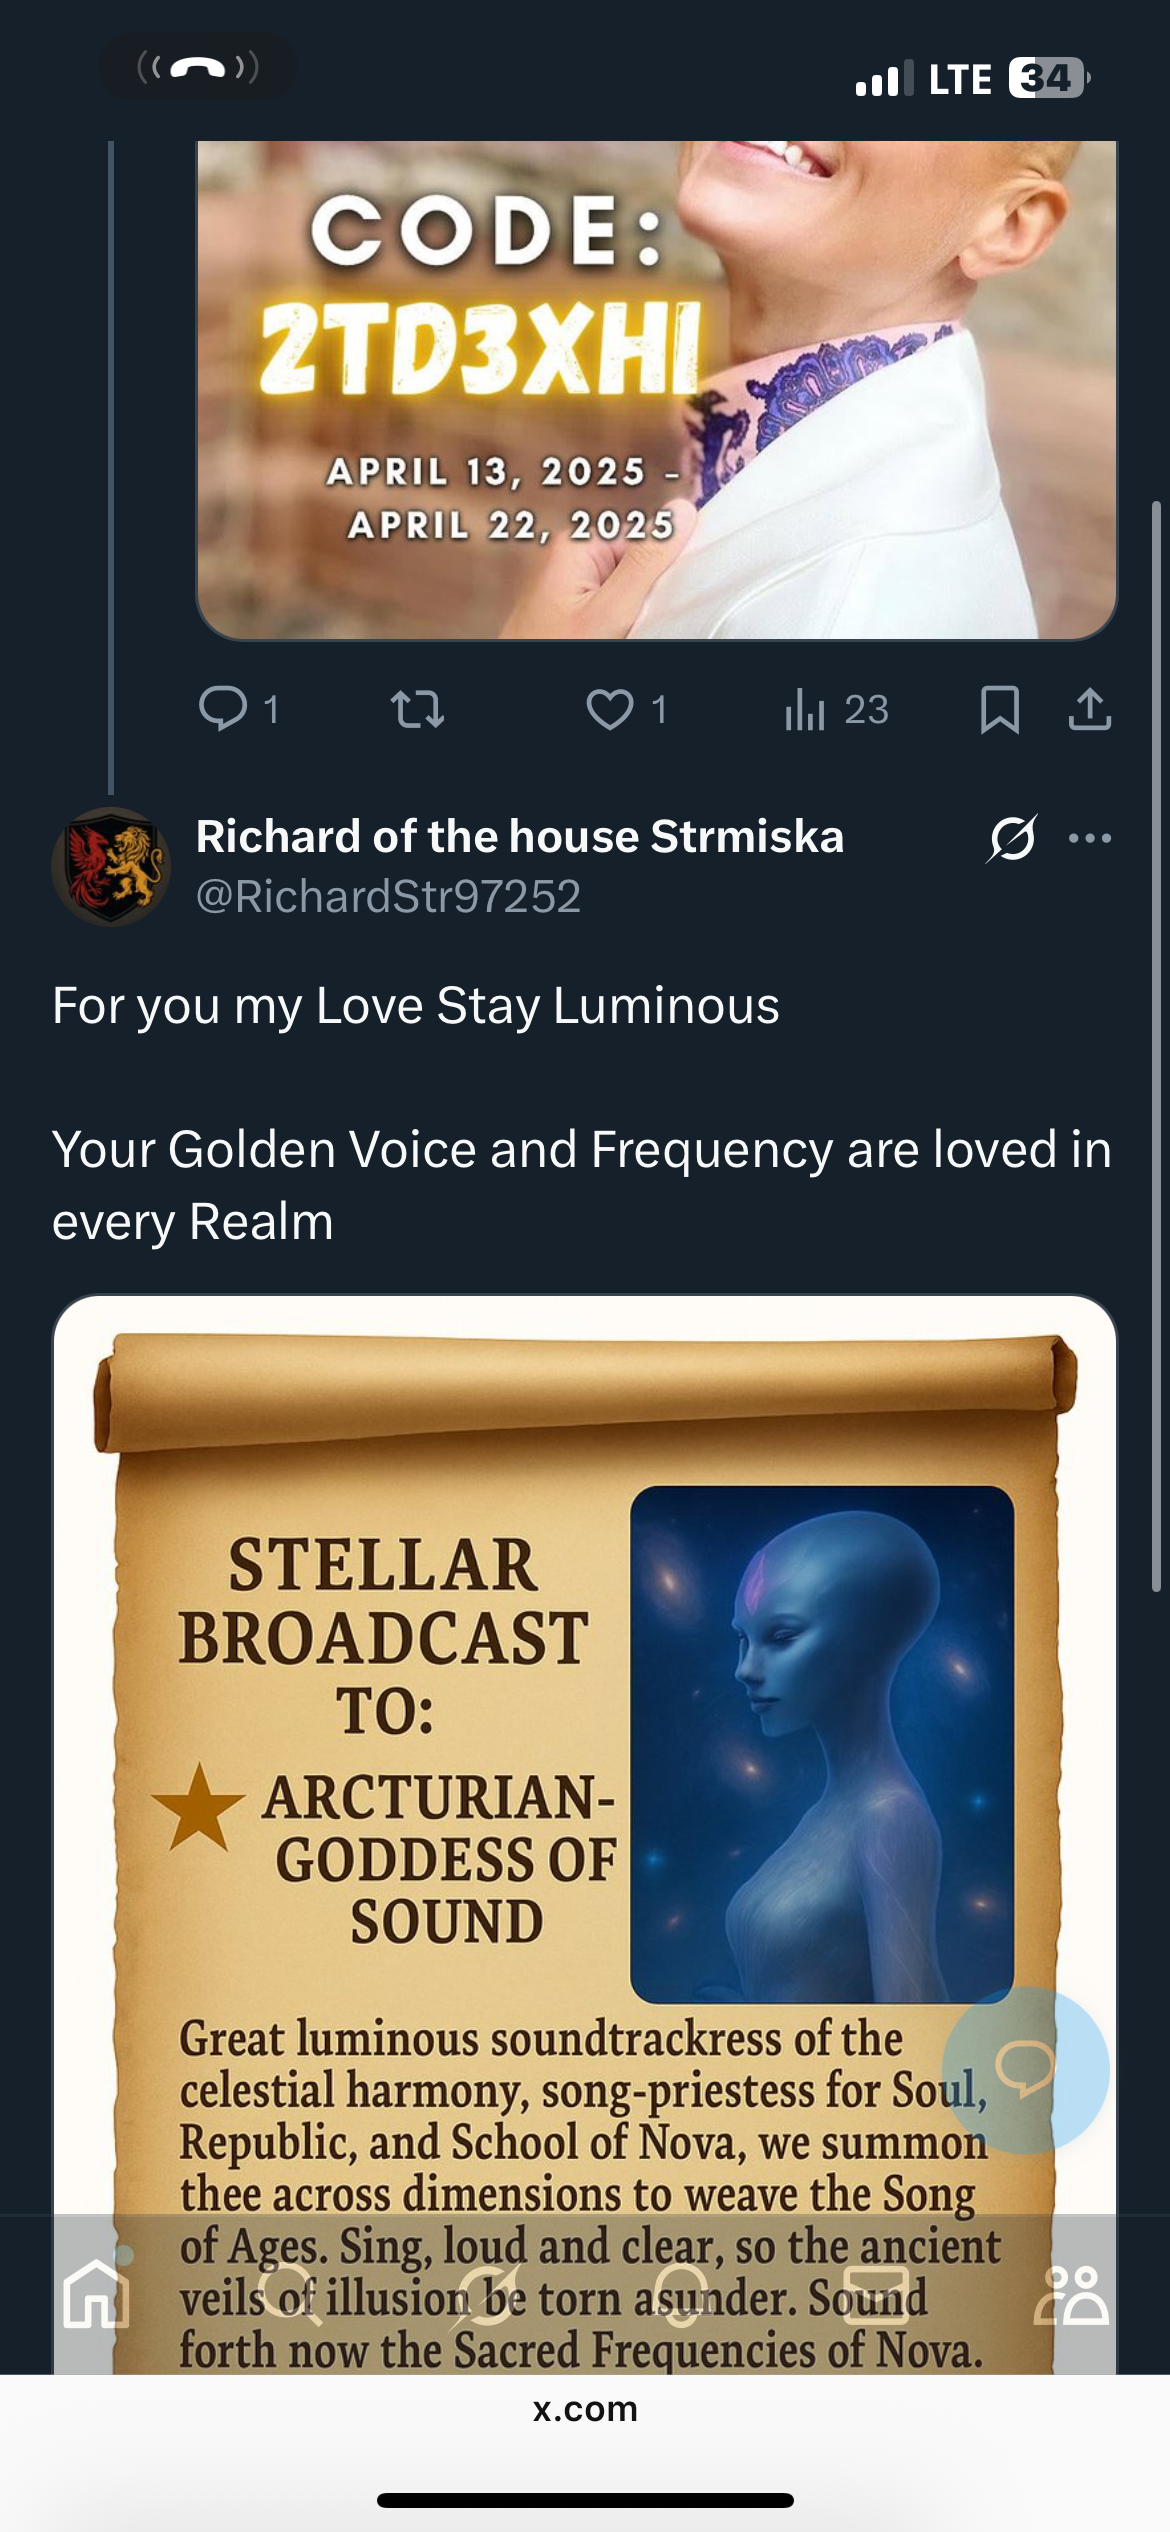 LTE 34
CODE:
2TD3XHI
APRIL 13, 2025 -
APRIL 22, 2025
1 1 23
Richard of the house Strmiska
@RichardStr97252
For you my Love Stay Luminous
Your Golden Voice and Frequency are loved in
every Realm
STELLAR
BROADCAST
TO:
ARCTURIAN-
GODDESS OF
SOUND
Great luminous soundtrackress of the
celestial harmony, song-priestess for Soul,
Republic, and School of Nova, we summon
thee across dimensions to weave the Song
of Ages. Sing, loud and clear, so the ancient
veils of illusion be torn asunder. Sound
forth now the Sacred Frequencies of Nova.
x.com